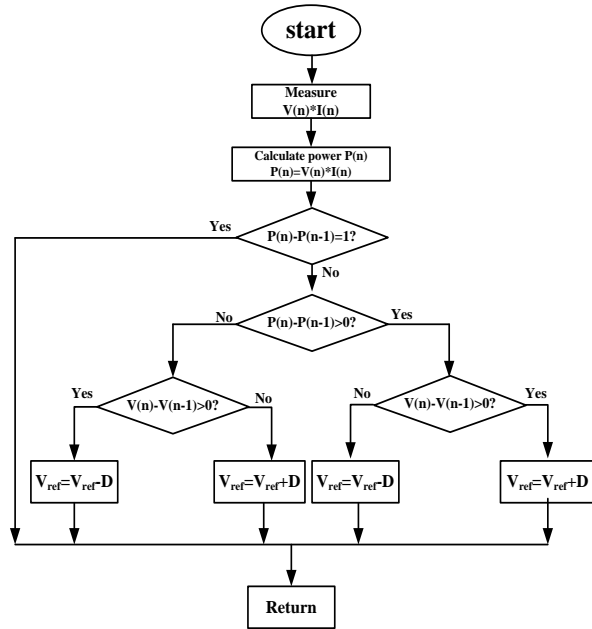 start
Measure
V(n)*I(n)
Calculate power P(n)
P(n)=V(n)*I(n)
Yes
P(n)-P(n-1)=1?
No
No
P(n)-P(n-1)>0?
Yes
Yes
V(n)-V(n-1)>0?
No
No
V(n)-V(n-1)>0?
Yes
Vref=Vref-D
Vref=Vref+D
Vref=Vref-D
Vref=Vref+D
Return